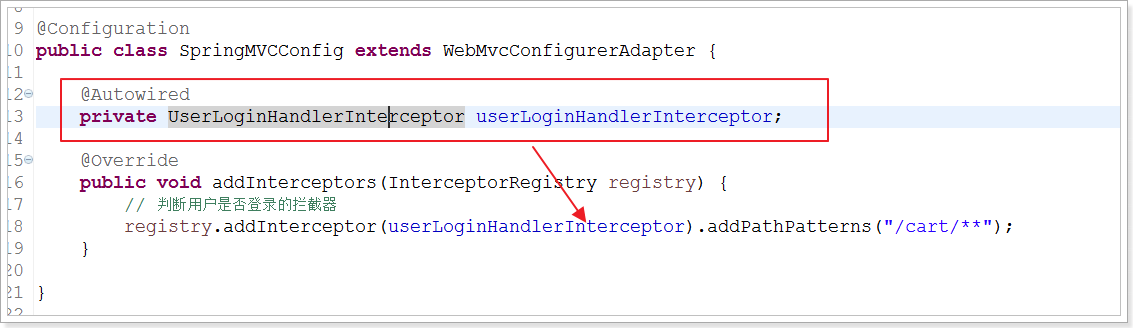 8
9 @Configuration
10 public class SpringMVCConfig extends WebMvcConfigurerAdapter {
11
12 @Autowired
13 private UserLoginHandlerInterceptor userLoginHandlerInterceptor;
14
15 @Override
16 public void addInterceptors(InterceptorRegistry registry) {
17 // 判断用户是否登录的拦截器
18 registry.addInterceptor(userLoginHandlerInterceptor).addPathPatterns("/cart/**");
19 }
20
21 }
22